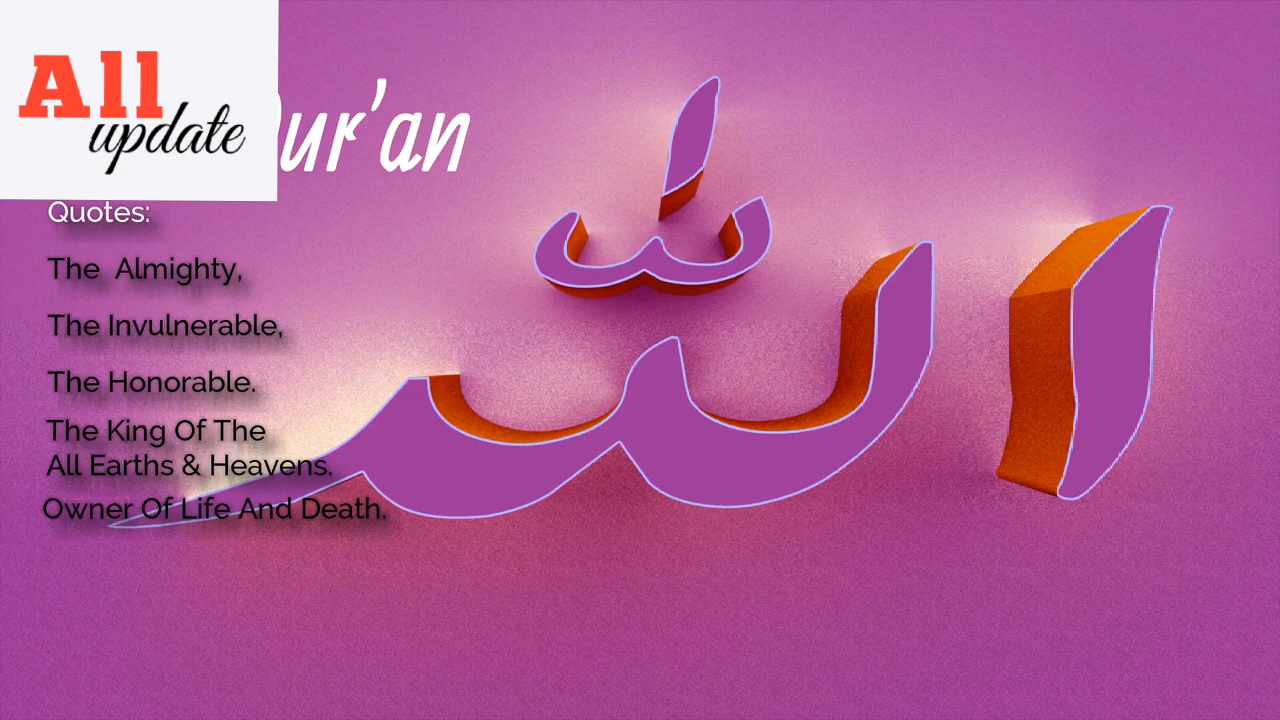 All
update
Qur’an
Quotes:
The Almighty,
The Invulnerable,
The Honorable.
The King Of The
All Earths & Heavens.
Owner Of Life And Death.
الله